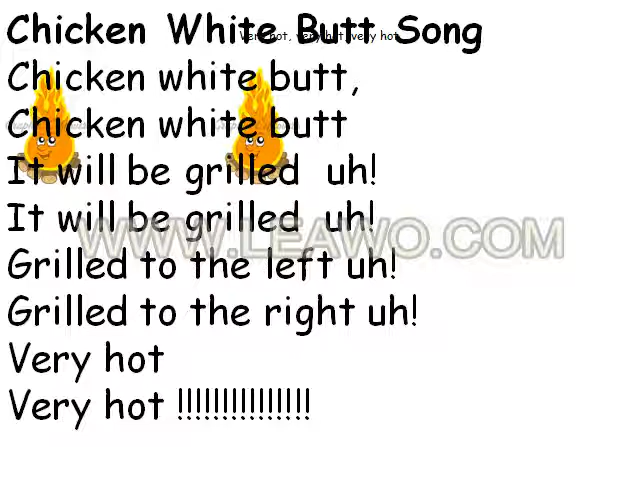 Chicken White Butt Song
Very hot, very hot, very hot
Chicken white butt,
Chicken white butt
It will be grilled uh!
It will be grilled uh!
WWW.LEAWO.COM
Grilled to the left uh!
Grilled to the right uh!
Very hot
Very hot !!!!!!!!!!!!!!!